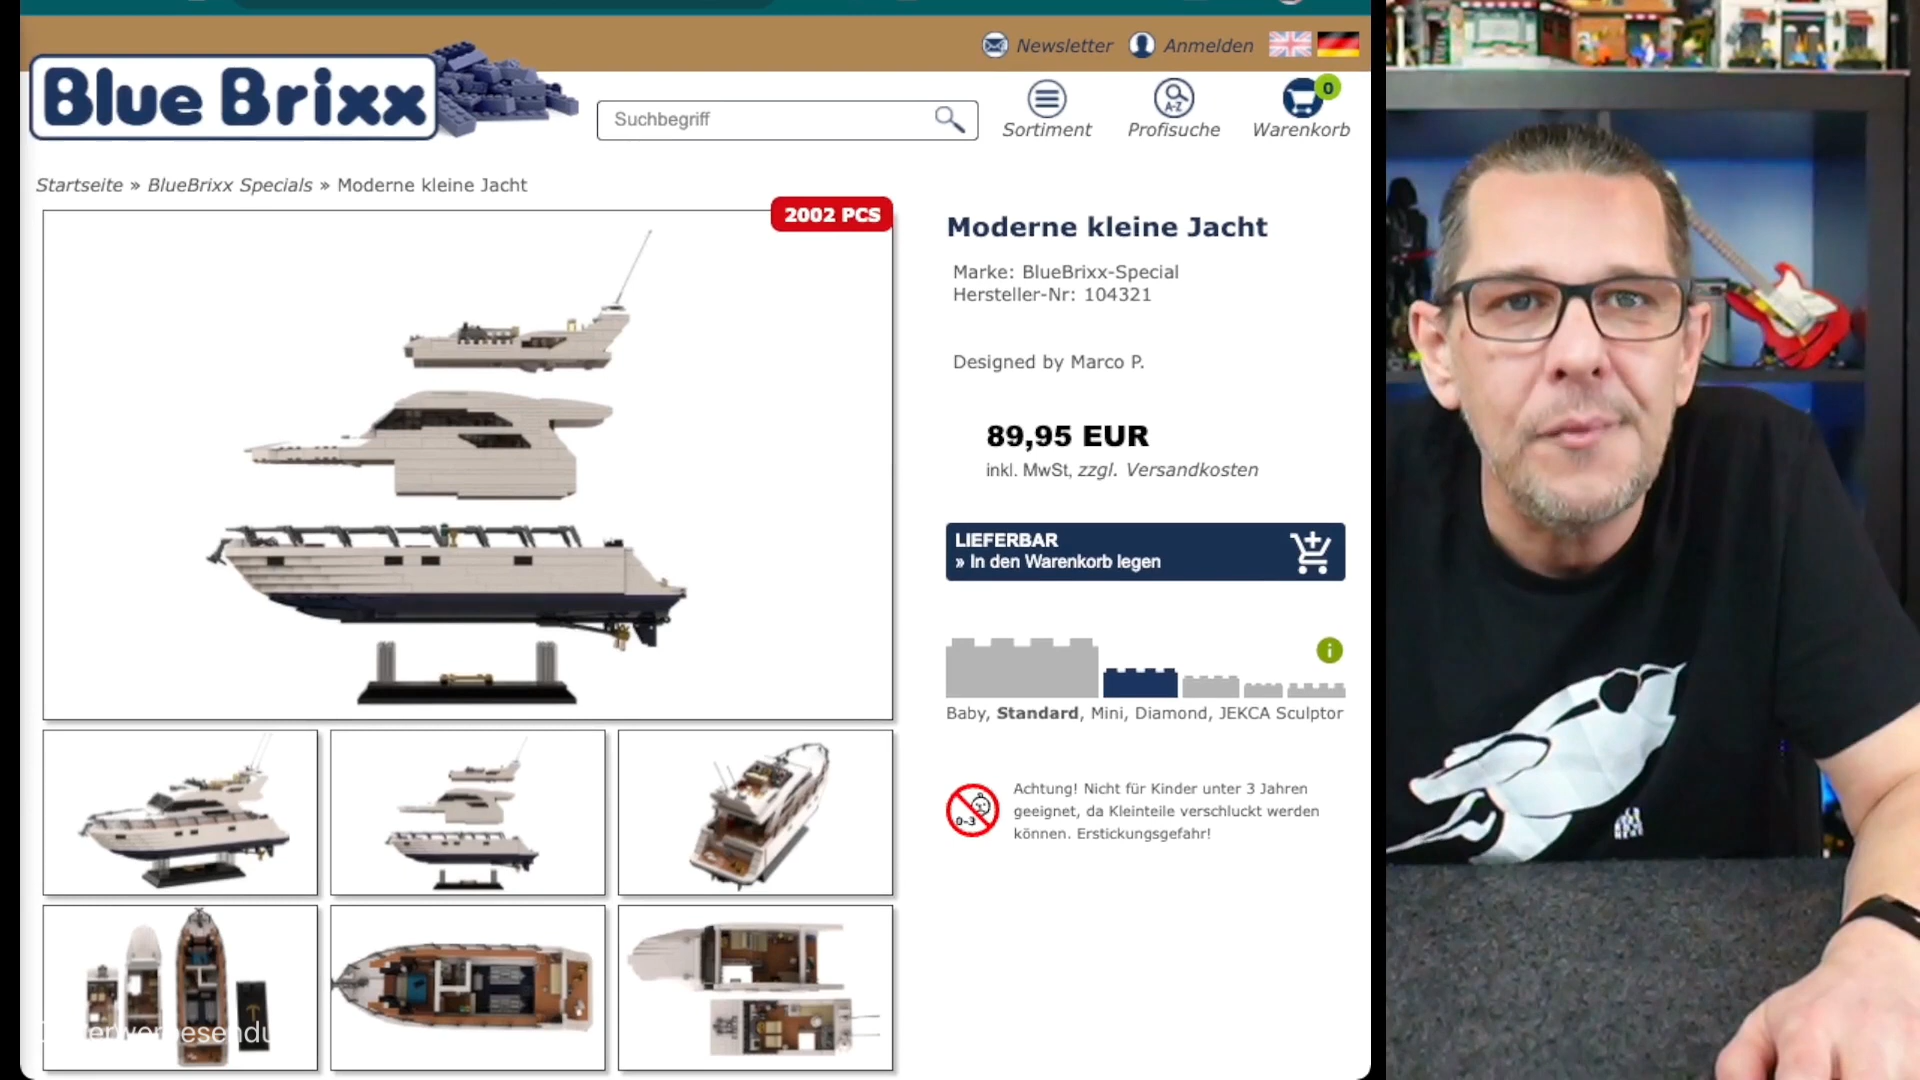 Newsletter
Anmelden
Blue Brixx
Suchbegriff
0
A-Z
Sortiment
Profisuche
Warenkorb
Startseite » BlueBrixx Specials » Moderne kleine Jacht
2002 PCS
Moderne kleine Jacht
Marke: BlueBrixx-Special
Hersteller-Nr: 104321
Designed by Marco P.
89,95 EUR
inkl. MwSt, zzgl. Versandkosten
LIEFERBAR
» In den Warenkorb legen
i
Baby, Standard, Mini, Diamond, JEKCA Sculptor
0-3
Achtung! Nicht für Kinder unter 3 Jahren
geeignet, da Kleinteile verschluckt werden
können. Erstickungsgefahr!